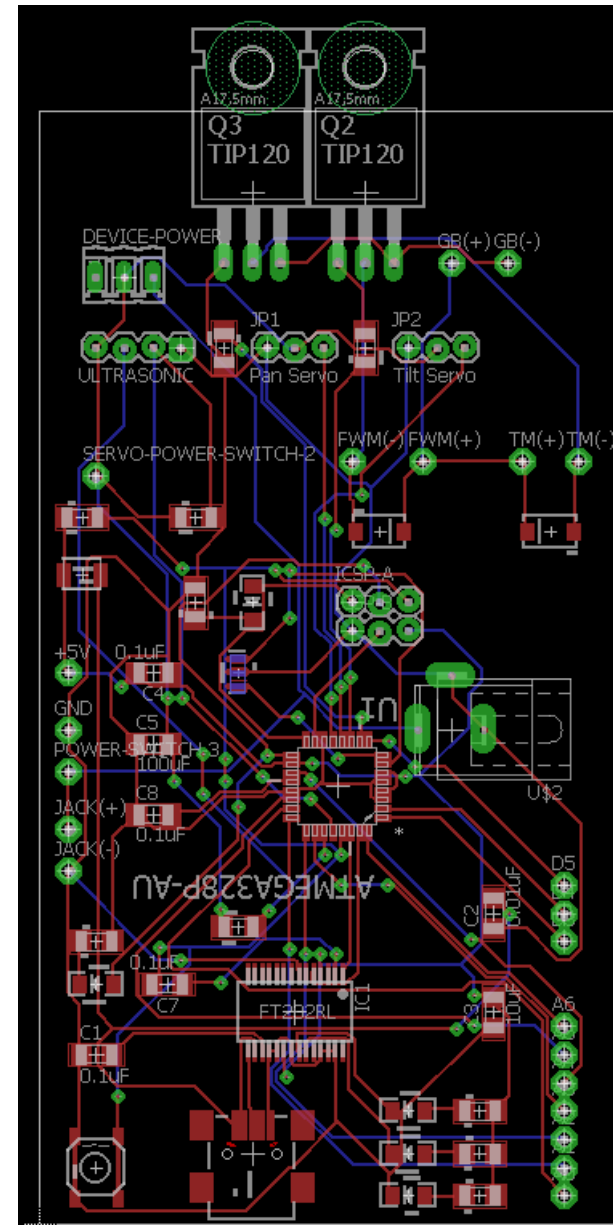 A17,5mm A17,5mm
Q3 Q2
TIP120 TIP120
DEVICE-POWER GB(+) GB(-)
JP1 JP2
ULTRASONIC Pan Servo Tilt Servo
FWM(-) FWM(+) TM(+) TM(-)
SERVO-POWER-SWITCH-2
ICSP-A
+5V 0.1uF
C4
GND U1
C5
POWER-SWITCH-3
100uF U$2
C8
JACK(+) 0.1uF
*
JACK(-) D5
ATMEGA328P-AU
C2 0.01uF
0.1uF
C7 FT232RL IC1
10uF A6
C1
0.1uF